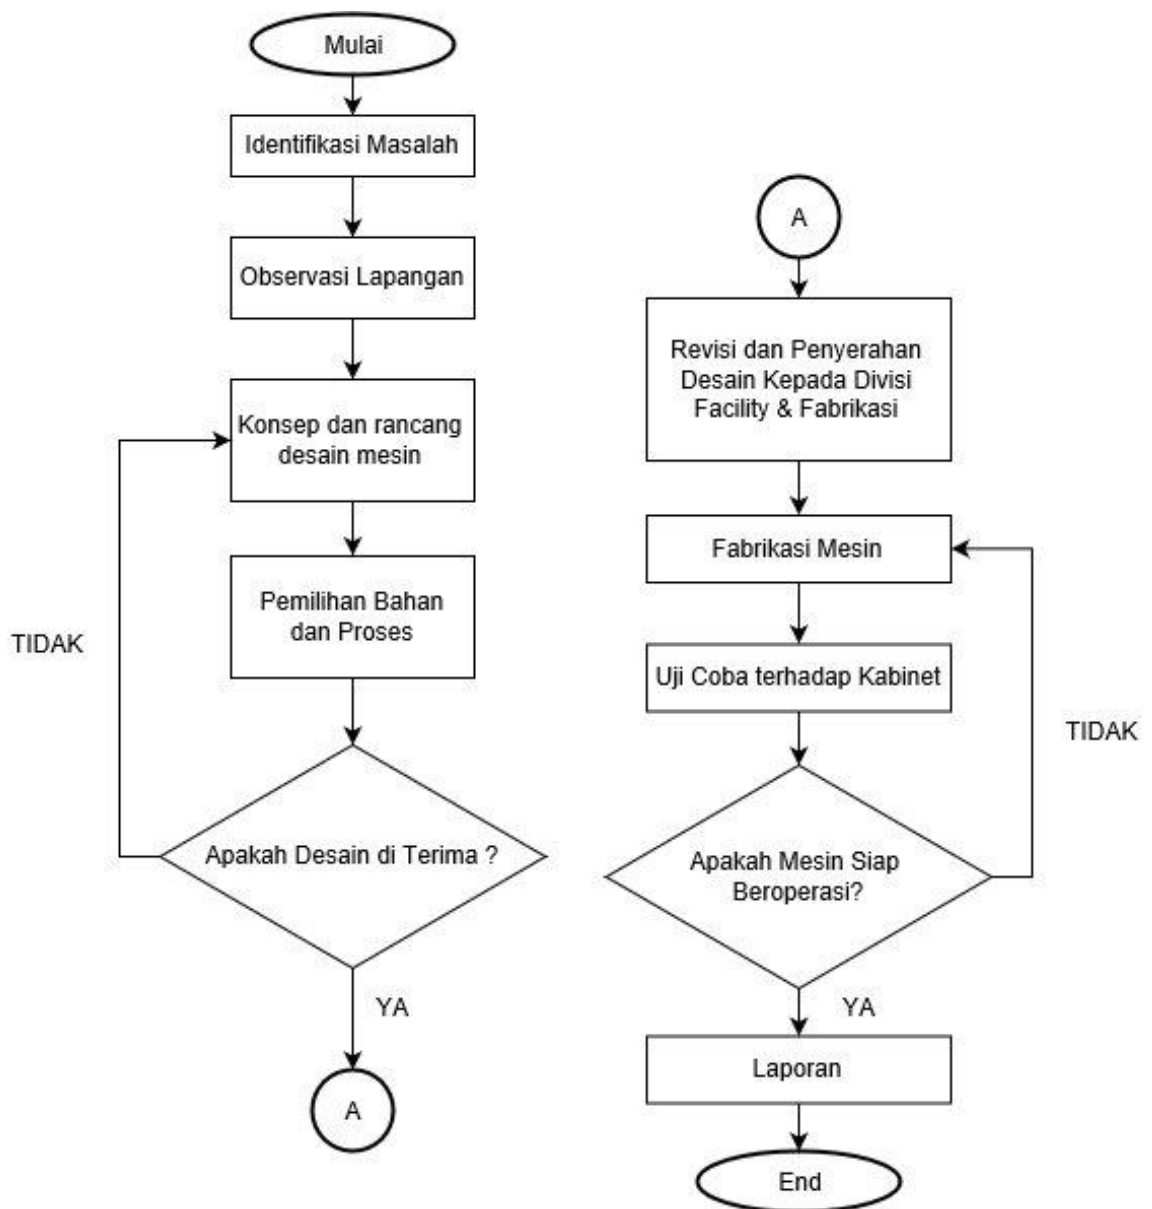 Mulai
Identifikasi Masalah
Observasi Lapangan
Konsep dan rancang
desain mesin
Pemilihan Bahan
dan Proses
TIDAK
Apakah Desain di Terima ?
YA
A
A
Revisi dan Penyerahan
Desain Kepada Divisi
Facility & Fabrikasi
Fabrikasi Mesin
Uji Coba terhadap Kabinet
TIDAK
Apakah Mesin Siap
Beroperasi?
YA
Laporan
End